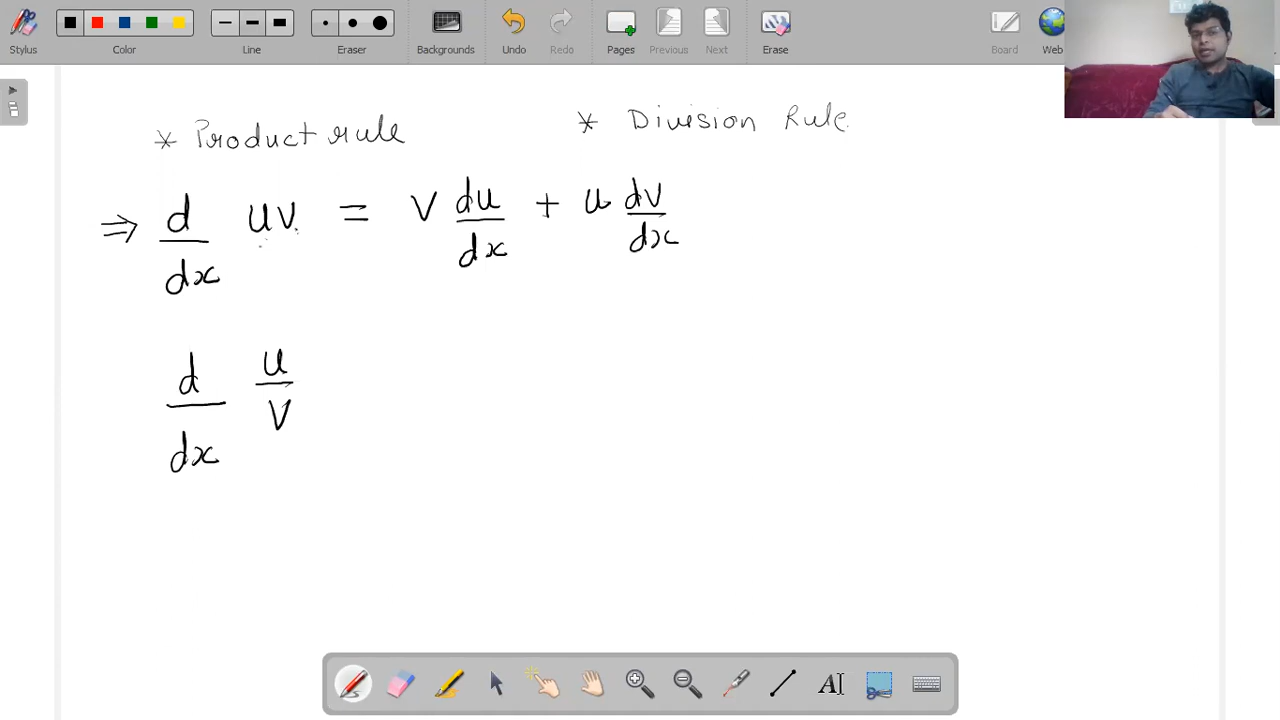 Stylus Color Line Eraser Backgrounds Undo Redo Pages Previous Next Erase Board Web
* Product rule * Division Rule
⇒ d/dx uv = v du/dx + u dv/dx
d/dx u/v